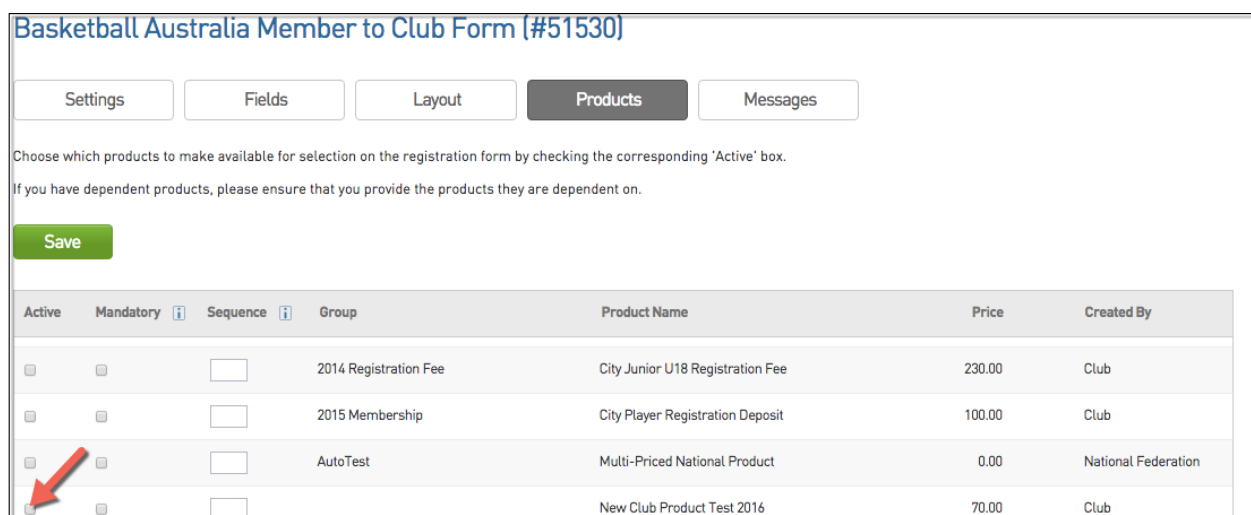 Basketball Australia Member to Club Form (#51530)
Settings Fields Layout Products Messages
Choose which products to make available for selection on the registration form by checking the corresponding 'Active' box.
If you have dependent products, please ensure that you provide the products they are dependent on.
Save
Active Mandatory i Sequence i Group Product Name Price Created By
2014 Registration Fee City Junior U18 Registration Fee 230.00 Club
2015 Membership City Player Registration Deposit 100.00 Club
AutoTest Multi-Priced National Product 0.00 National Federation
New Club Product Test 2016 70.00 Club